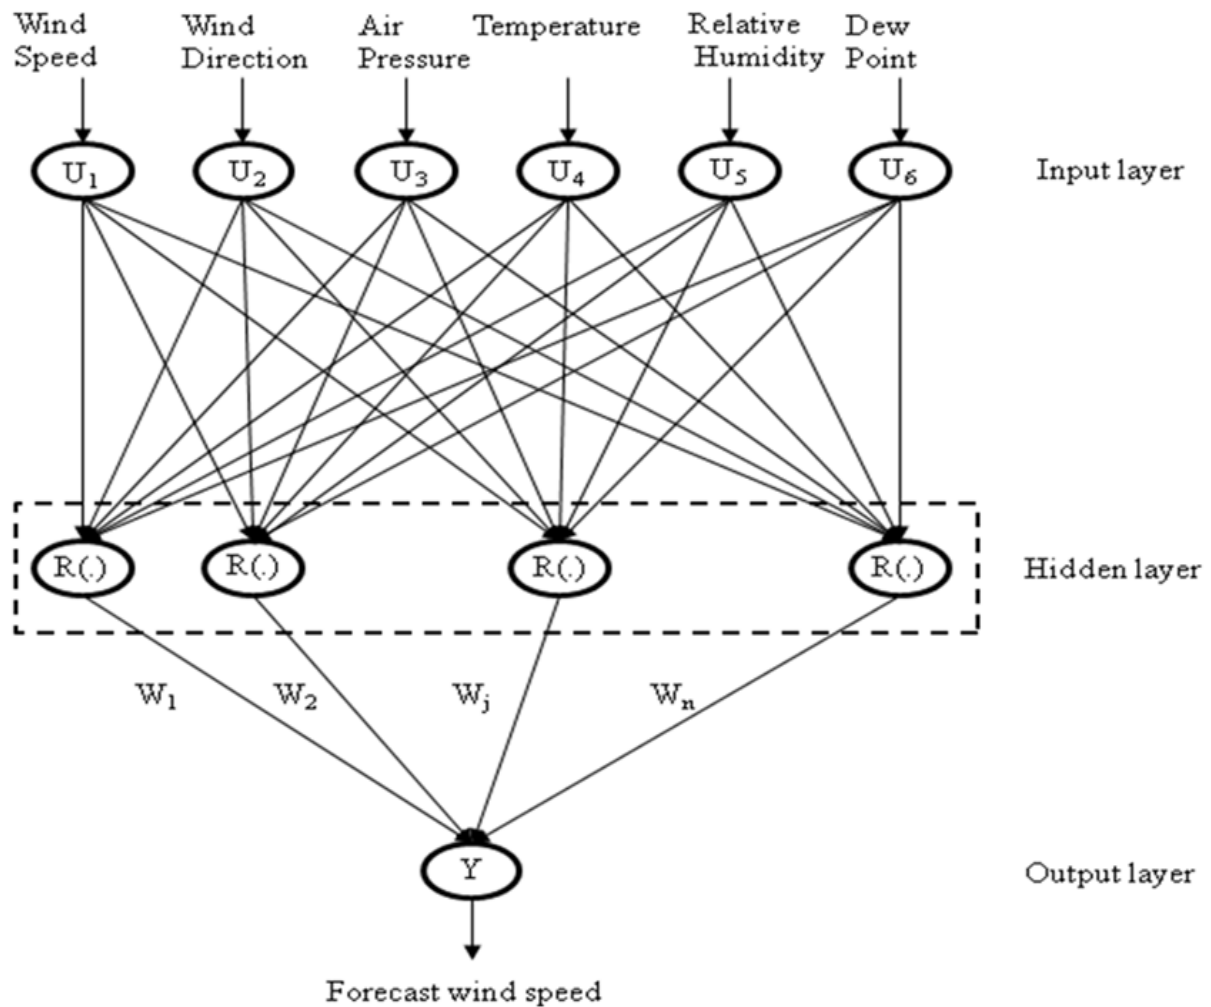 Wind Speed
Wind Direction
Air Pressure
Temperature
Relative Humidity
Dew Point
U1
U2
U3
U4
U5
U6
Input layer
R(.)
R(.)
R(.)
R(.)
Hidden layer
W1
W2
Wj
Wn
Y
Output layer
Forecast wind speed